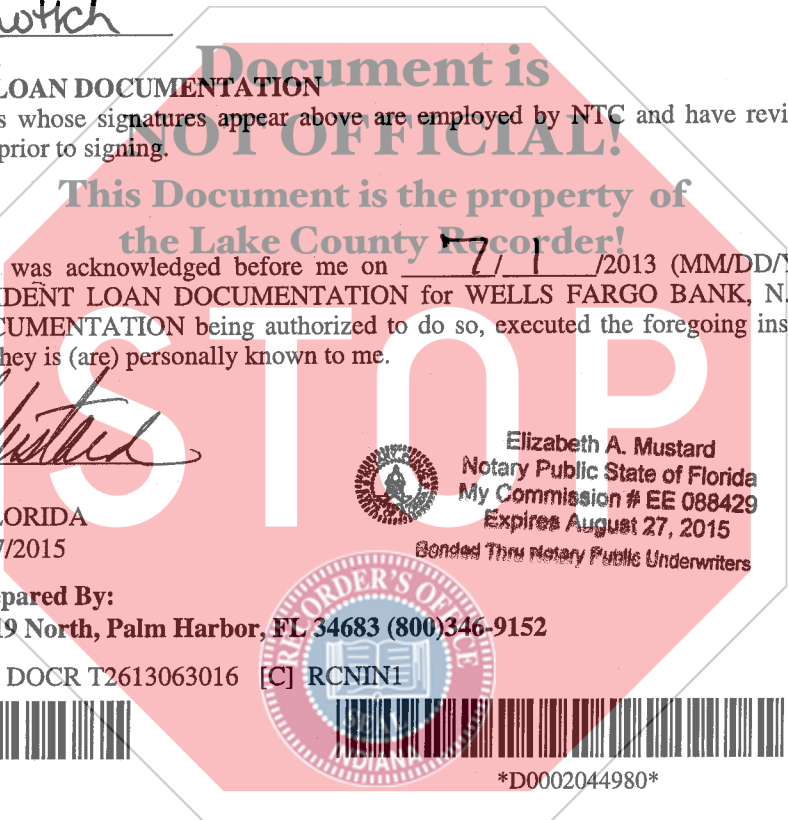 Document is
LOAN DOCUMENTATION
s whose signatures appear above are employed by NTC and have revi
NOT OFFICIAL!
prior to signing.
This Document is the property of
the Lake County Recorder!
was acknowledged before me on 7/ 1 /2013 (MM/DD/Y
IDENT LOAN DOCUMENTATION for WELLS FARGO BANK, N.
CUMENTATION being authorized to do so, executed the foregoing ins
hey is (are) personally known to me.
STOP
Elizabeth A. Mustard
Notary Public State of Florida
My Commission # EE 088429
Expires August 27, 2015
Bonded Thru Notary Public Underwriters
LORIDA
7/2015
epared By:
19 North, Palm Harbor, FL 34683 (800)346-9152
DOCR T2613063016 [C] RCNIN1
RECORDER'S OFFICE
SEAL
INDIANA
*D0002044980*